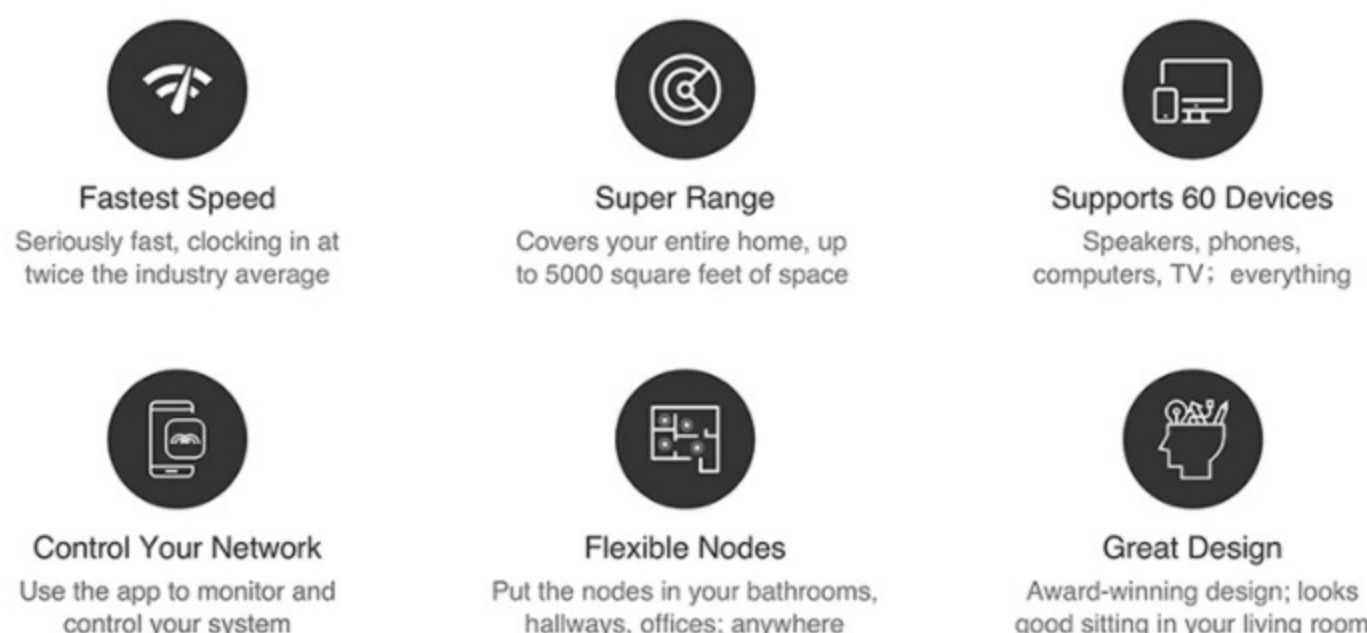 Fastest Speed
Seriously fast, clocking in at
twice the industry average
Super Range
Covers your entire home, up
to 5000 square feet of space
Supports 60 Devices
Speakers, phones,
computers, TV；everything
Control Your Network
Use the app to monitor and
control your system
Flexible Nodes
Put the nodes in your bathrooms,
hallways, offices; anywhere
Great Design
Award-winning design; looks
good sitting in your living room